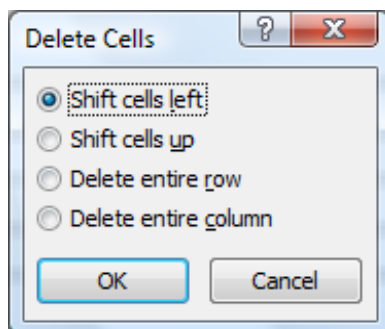 Delete Cells
Shift cells left
Shift cells up
Delete entire row
Delete entire column
OK Cancel